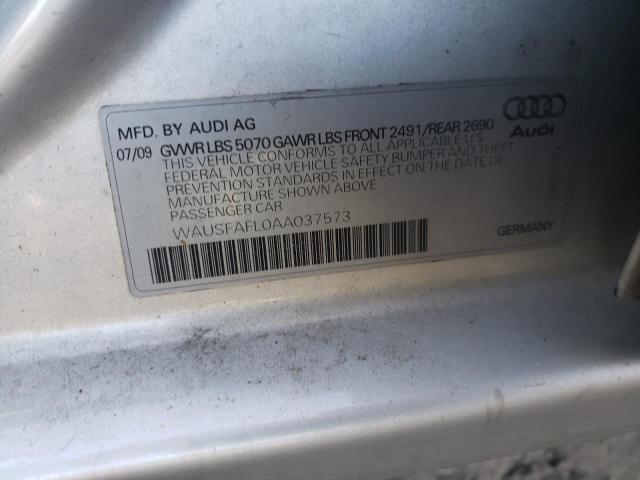 MFD. BY AUDI AG
07/09 GVWR LBS 5070 GAWR LBS FRONT 2491/REAR 2690
THIS VEHICLE CONFORMS TO ALL APPLICABLE U.S.
FEDERAL MOTOR VEHICLE SAFETY BUMPER AND THEFT
PREVENTION STANDARDS IN EFFECT ON THE DATE OF
MANUFACTURE SHOWN ABOVE
PASSENGER CAR
WAUSFAFL0AA037573
Audi
GERMANY